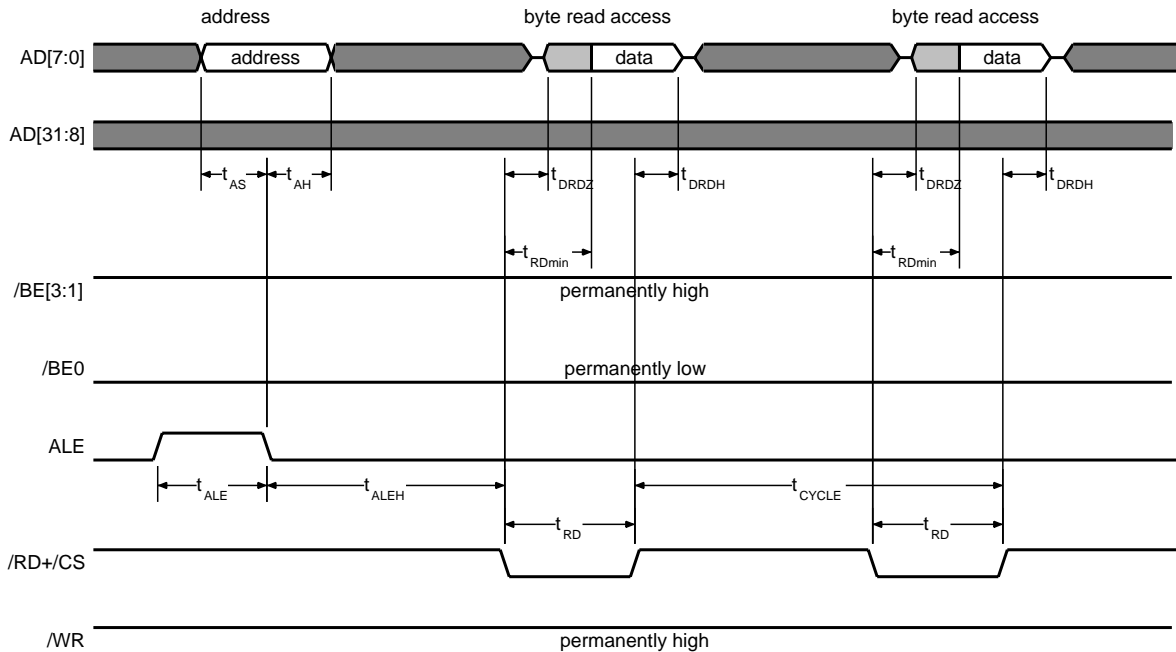 address byte read access byte read access
AD[7:0] address data data
AD[31:8]
tAS tAH tDRDZ tDRDH tDRDZ tDRDH
tRDmin tRDmin
/BE[3:1] permanently high
/BE0 permanently low
ALE
tALE tALEH tCYCLE
tRD tRD
/RD+/CS
/WR permanently high